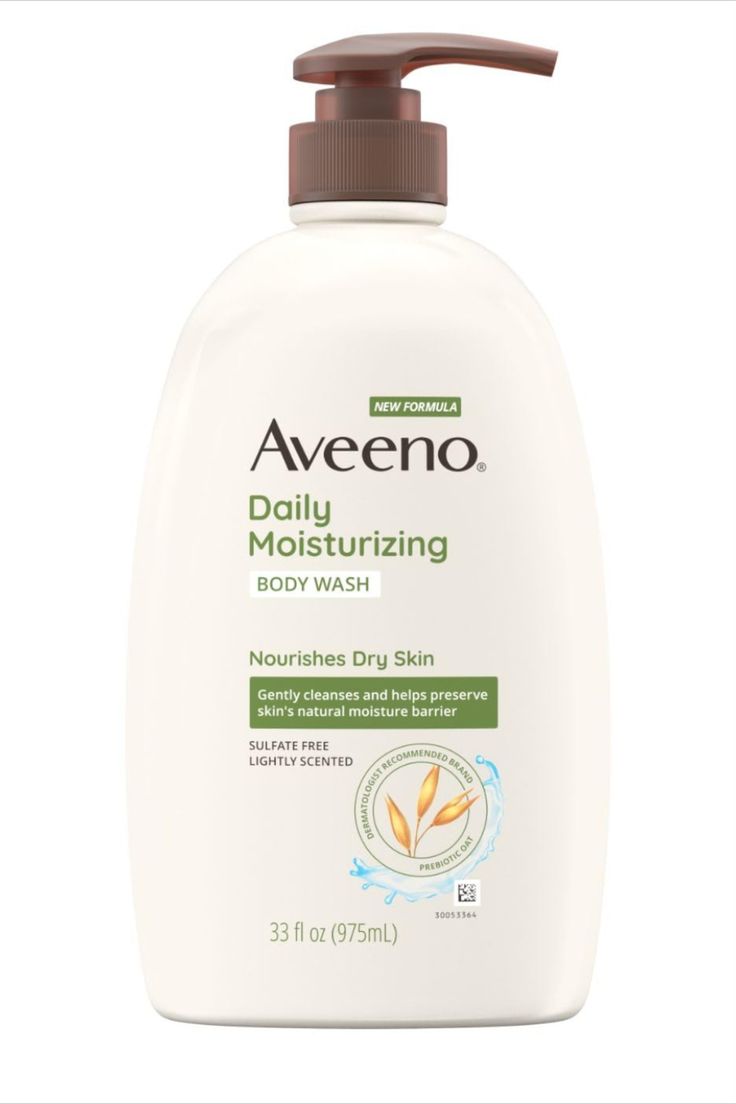 NEW FORMULA
Aveeno®
Daily
Moisturizing
BODY WASH
Nourishes Dry Skin
Gently cleanses and helps preserve
skin's natural moisture barrier
SULFATE FREE
LIGHTLY SCENTED
DERMATOLOGIST RECOMMENDED BRAND
PREBIOTIC OAT
30053364
33 fl oz (975mL)